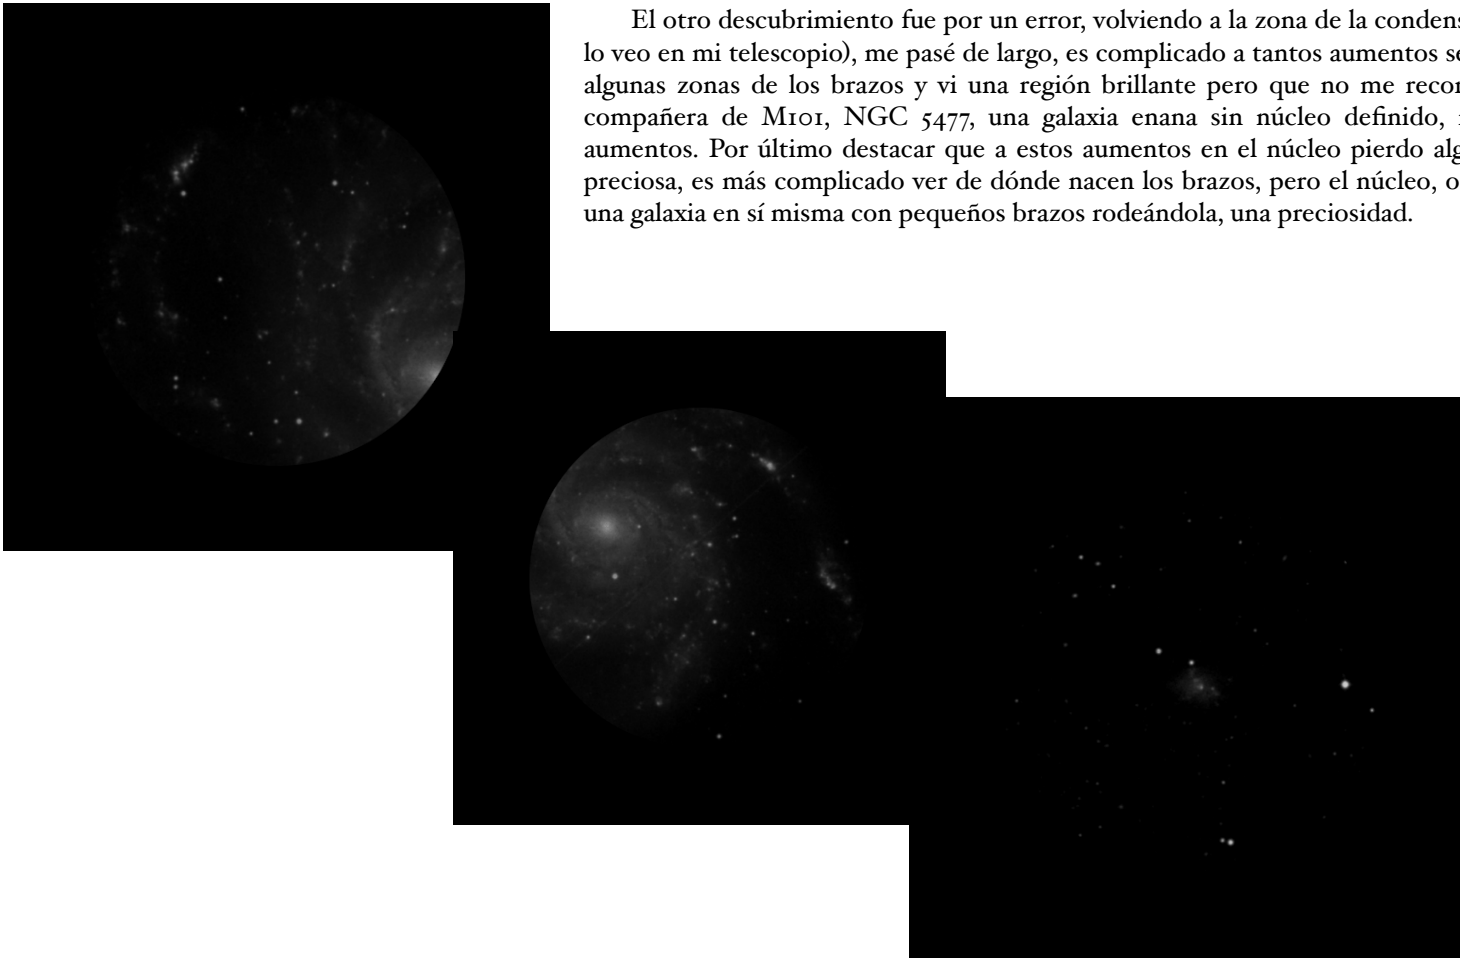 El otro descubrimiento fue por un error, volviendo a la zona de la
lo veo en mi telescopio), me pasé de largo, es complicado a tantos aumentos
algunas zonas de los brazos y vi una región brillante pero que no me
compañera de M101, NGC 5477, una galaxia enana sin núcleo definido,
aumentos. Por último destacar que a estos aumentos en el núcleo pierdo
preciosa, es más complicado ver de dónde nacen los brazos, pero el núcleo,
una galaxia en sí misma con pequeños brazos rodeándola, una preciosidad.